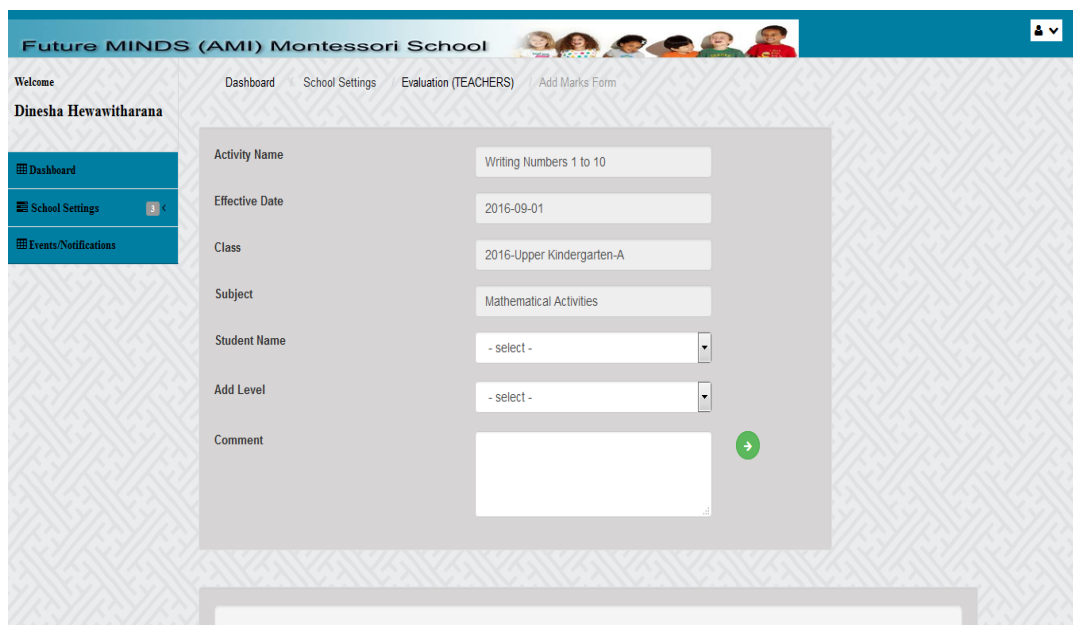 Future MINDS (AMI) Montessori School
Welcome
Dinesha Hewawitharana
Dashboard
School Settings 3
Events/Notifications
Dashboard / School Settings / Evaluation (TEACHERS) / Add Marks Form
Activity Name Writing Numbers 1 to 10
Effective Date 2016-09-01
Class 2016-Upper Kindergarten-A
Subject Mathematical Activities
Student Name - select -
Add Level - select -
Comment